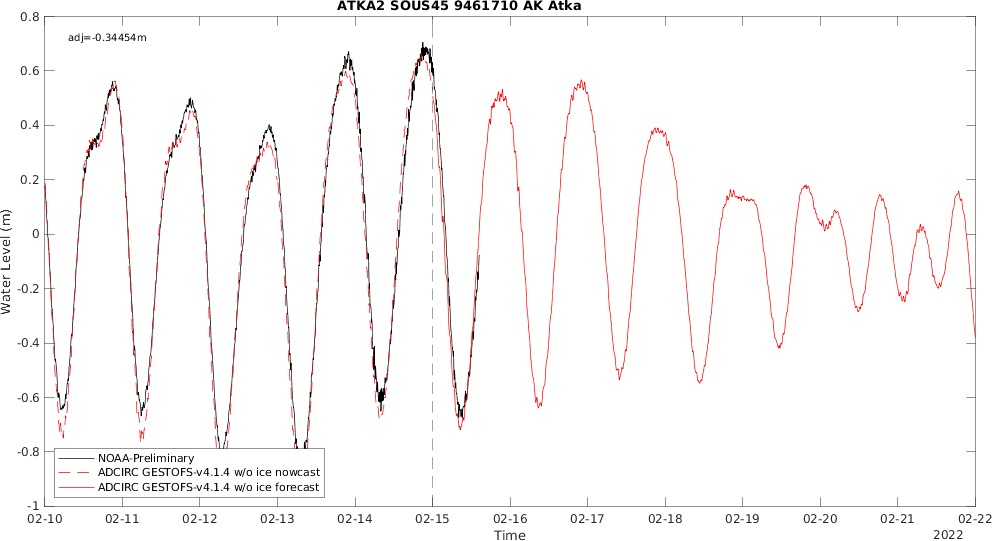 ATKA2 SOUS45 9461710 AK Atka
adj=-0.34454m
0.8
0.6
0.4
0.2
0
-0.2
-0.4
-0.6
-0.8
-1
Water Level (m)
NOAA-Preliminary
ADCIRC GESTOFS-v4.1.4 w/o ice nowcast
ADCIRC GESTOFS-v4.1.4 w/o ice forecast
02-10 02-11 02-12 02-13 02-14 02-15 02-16 02-17 02-18 02-19 02-20 02-21 02-22
Time
2022